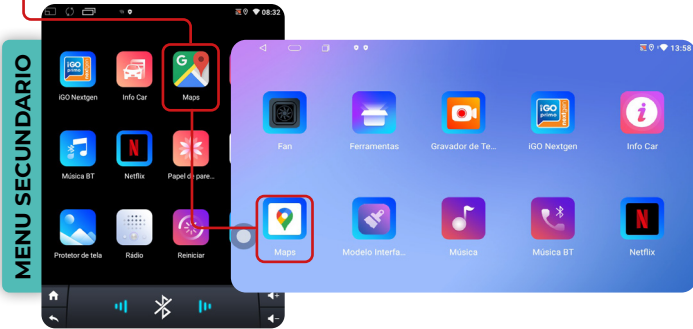 MENU SECUNDARIO
08:32
iGO Nextgen
Info Car
Maps
Música BT
Netflix
Papel de pare...
Protetor de tela
Rádio
Reiniciar
13:58
Fan
Ferramentas
Gravador de Te...
iGO Nextgen
Info Car
Maps
Modelo Interfa...
Música
Música BT
Netflix